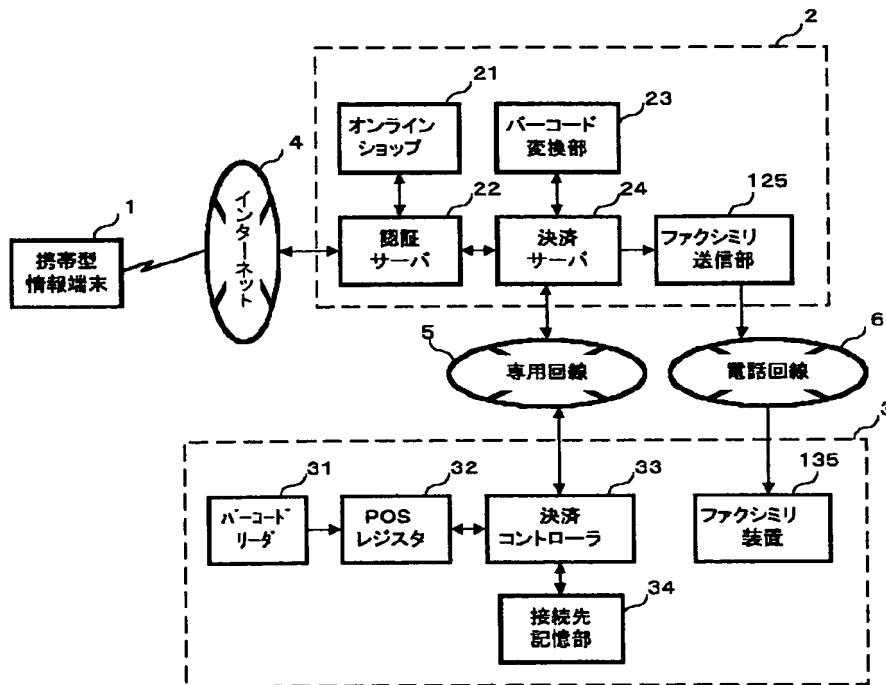 2
21
23
オンライン
ショップ
バーコード
変換部
4
22
24
125
1
インターネット
認証
サーバ
決済
サーバ
ファクシミリ
送信部
携帯型
情報端末
5
専用回線
6
電話回線
3
31
32
33
135
バーコード
リーダ
POS
レジスタ
決済
コントローラ
ファクシミリ
装置
34
接続先
記憶部